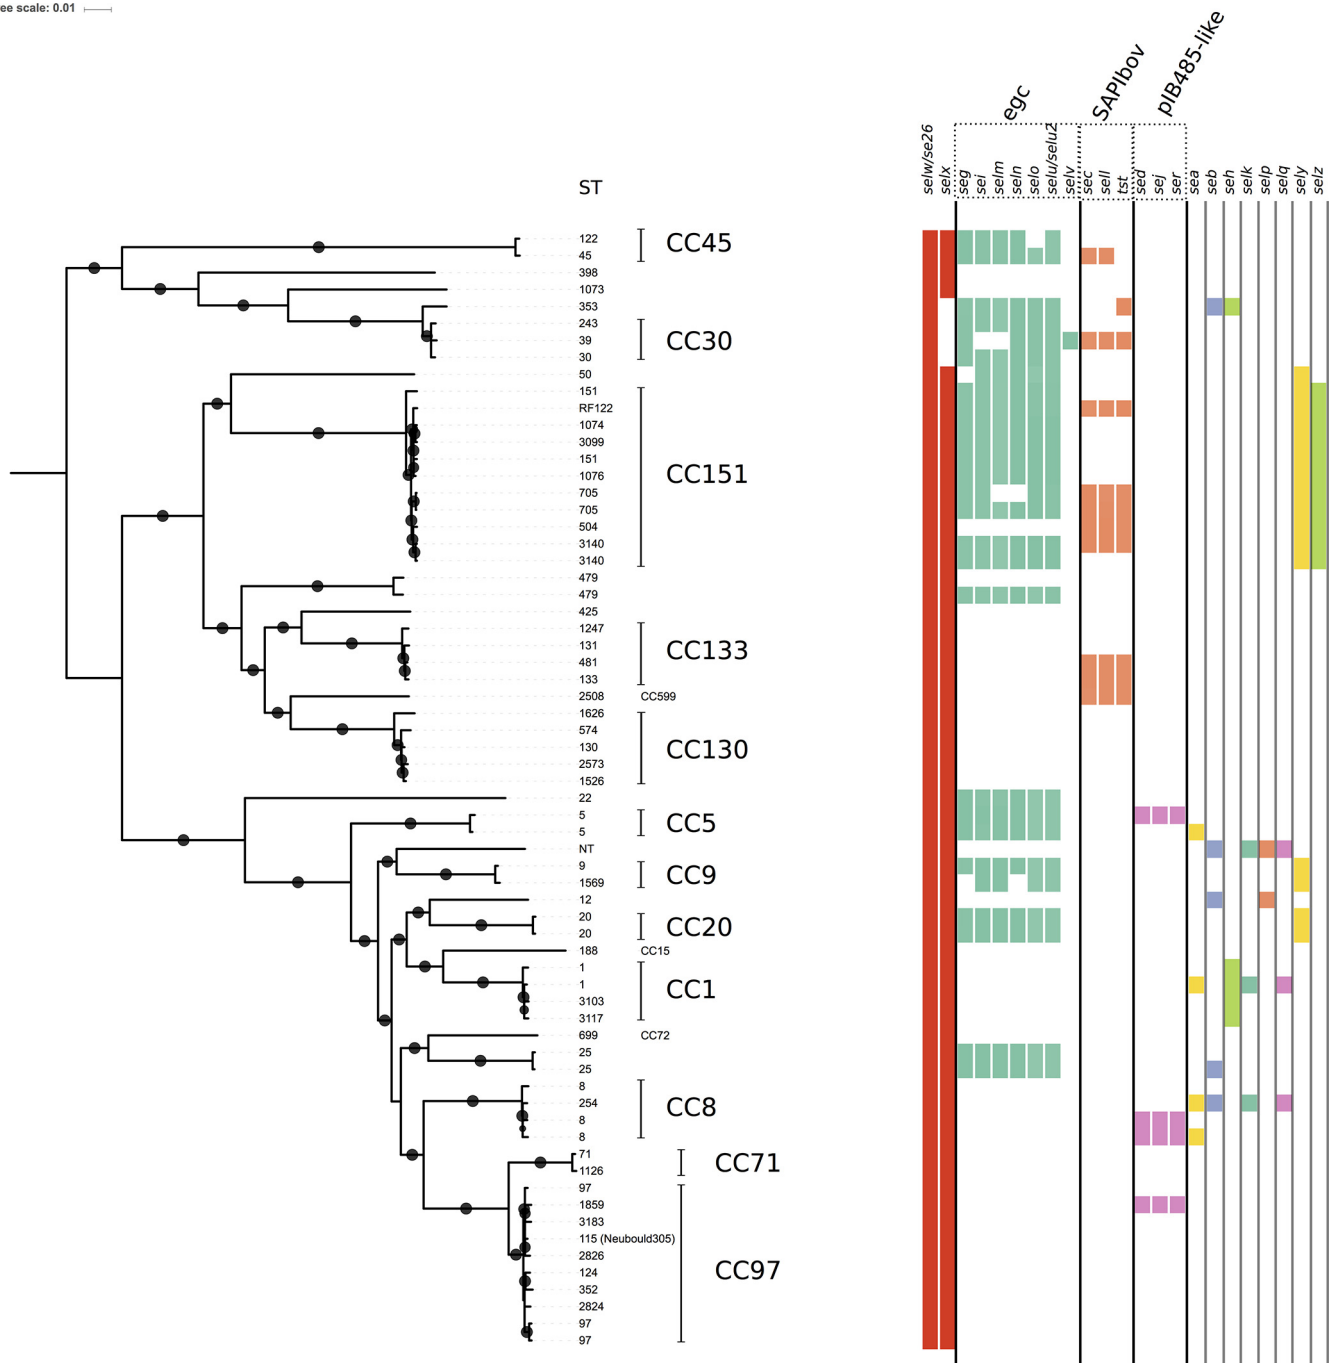 ee scale: 0.01
egc
SAPIbov
pIB485-like
selw/se26
selx
seg
sei
selm
seln
selo
selu/selu2
selv
sec
sell
tst
sed
sej
ser
sea
seb
seh
selk
selp
selq
sely
selz
ST
122
45
CC45
398
1073
353
243
39
30
CC30
50
151
RF122
1074
3099
151
1076
705
705
504
3140
3140
CC151
479
479
425
1247
131
481
133
CC133
2508 CC599
1626
574
130
2573
1526
CC130
22
5
5
CC5
NT
9
1569
CC9
12
20
20
CC20
188 CC15
1
1
3103
3117
CC1
699 CC72
25
25
8
254
8
8
CC8
71
1126
CC71
97
1859
3183
115 (Neubould305)
2826
124
352
2824
97
97
CC97